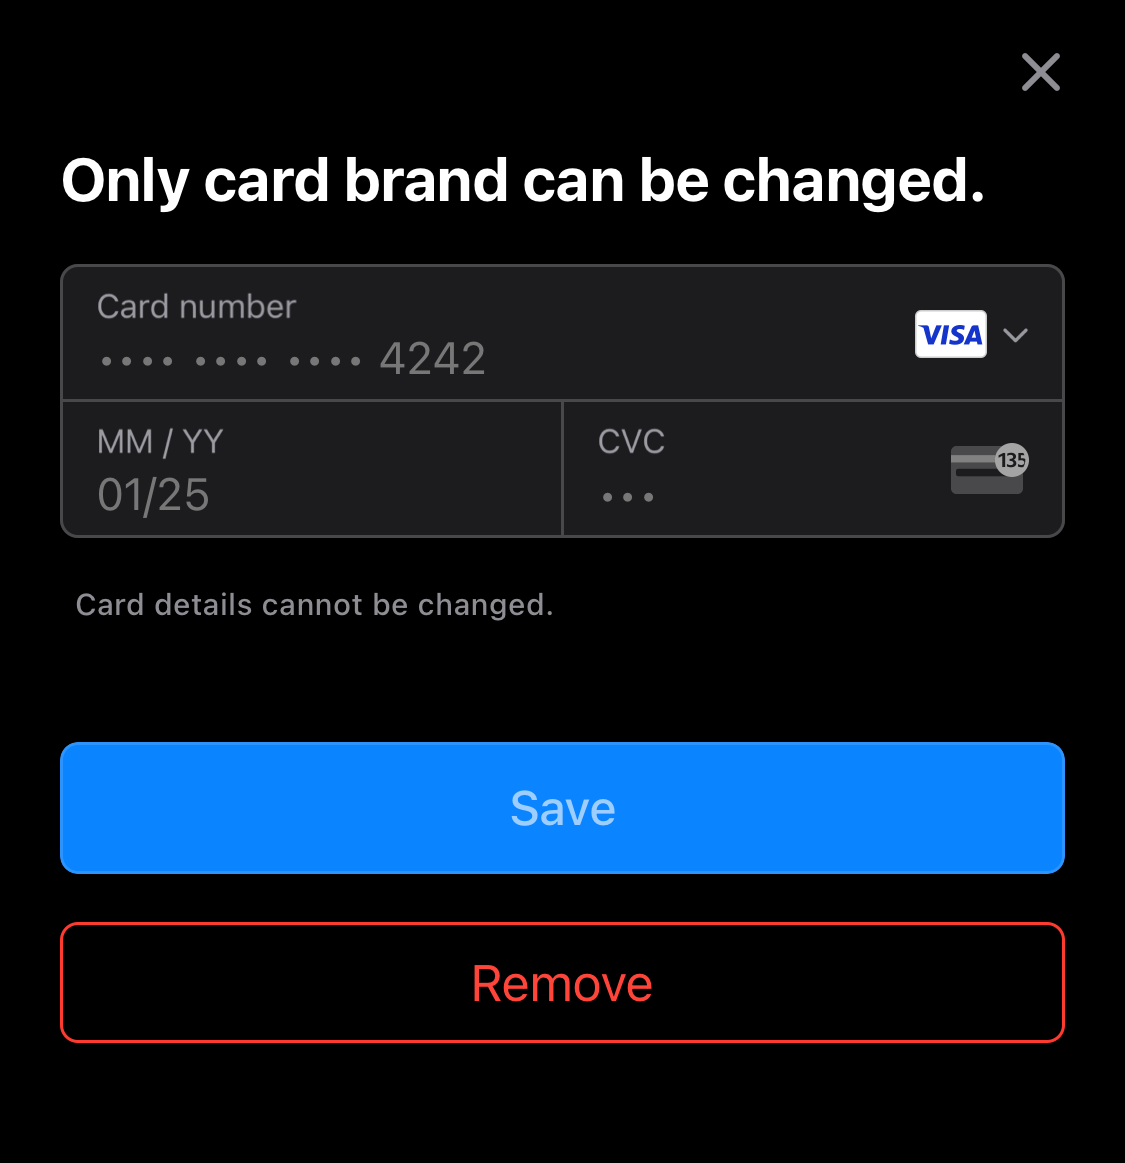 Only card brand can be changed.
Card number
•••• •••• •••• 4242
VISA
MM / YY
01/25
CVC
•••
135
Card details cannot be changed.
Save
Remove